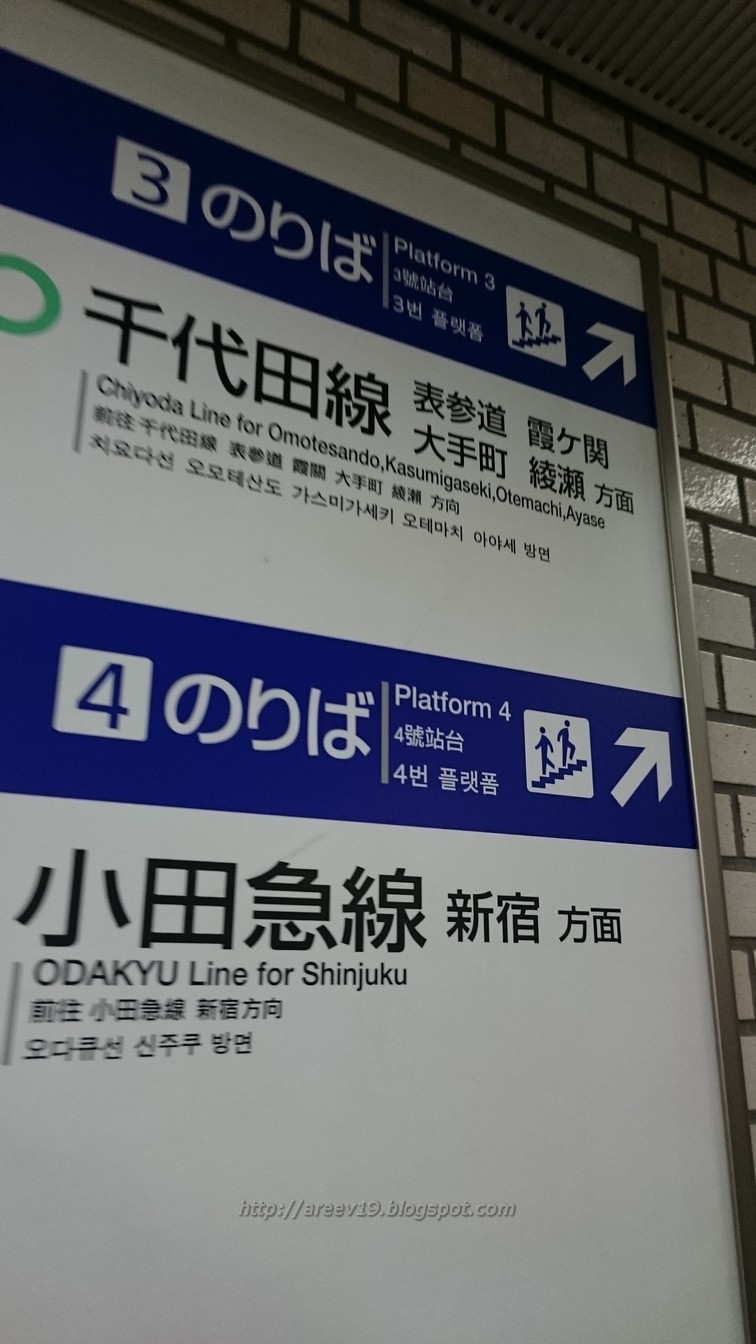 3 のりば
Platform 3
3號站台
3번 플랫폼
千代田線
表参道 霞ケ関
大手町 綾瀬 方面
Chiyoda Line for Omotesando,Kasumigaseki,Otemachi,Ayase
前往千代田線 表參道 霞關 大手町 綾瀨 方向
치요다선 오모테산도 가스미가세키 오테마치 아야세 방면
4 のりば
Platform 4
4號站台
4번 플랫폼
小田急線 新宿 方面
ODAKYU Line for Shinjuku
前往 小田急線 新宿方向
오다큐선 신주쿠 방면
http://areev19.blogspot.com